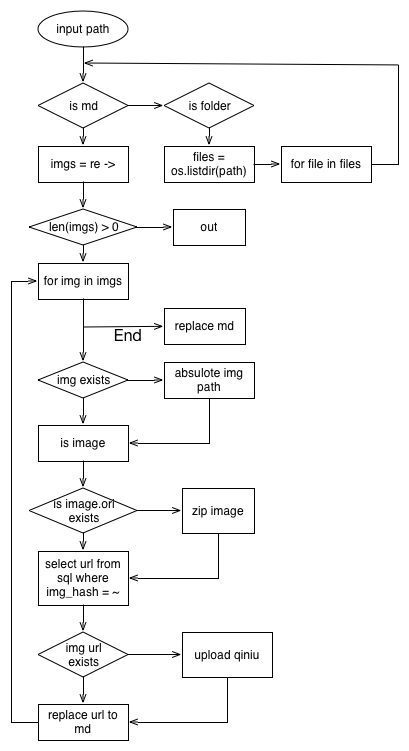 input path
is md
is folder
imgs = re ->
files =
os.listdir(path)
for file in files
len(imgs) > 0
out
for img in imgs
replace md
End
img exists
absulote img
path
is image
is image.orl
exists
zip image
select url from
sql where
img_hash = ~
img url
exists
upload qiniu
replace url to
md